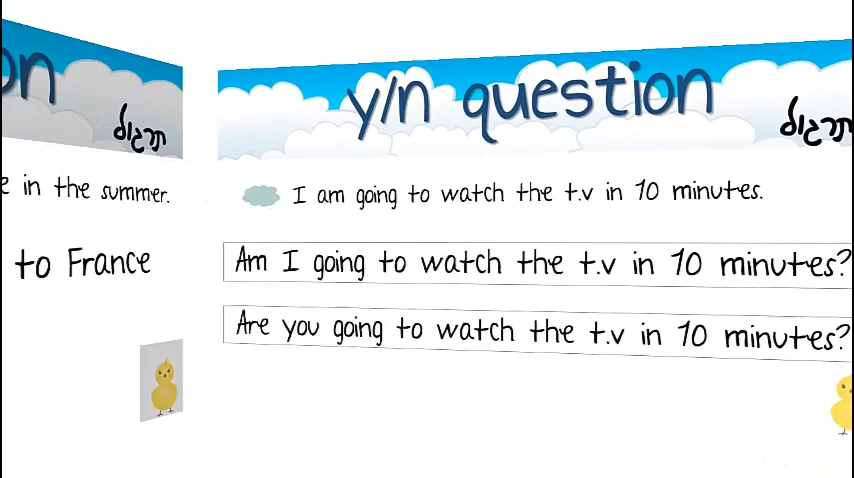 on
תרגול
e in the summer.
to France
y/n question
תרגול
I am going to watch the t.v in 10 minutes.
Am I going to watch the t.v in 10 minutes?
Are you going to watch the t.v in 10 minutes?